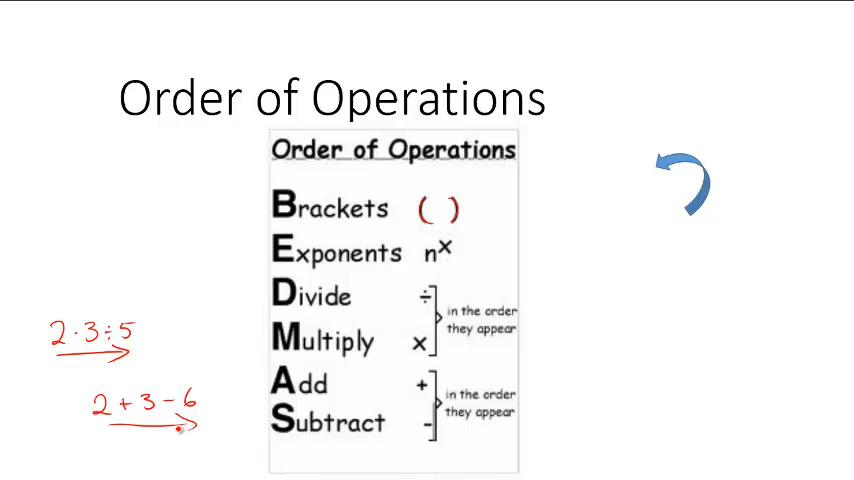 Order of Operations
Order of Operations
Brackets ( )
Exponents nˣ
Divide ÷
in the order
they appear
Multiply x
Add +
in the order
they appear
Subtract -
2·3÷5
2+3-6